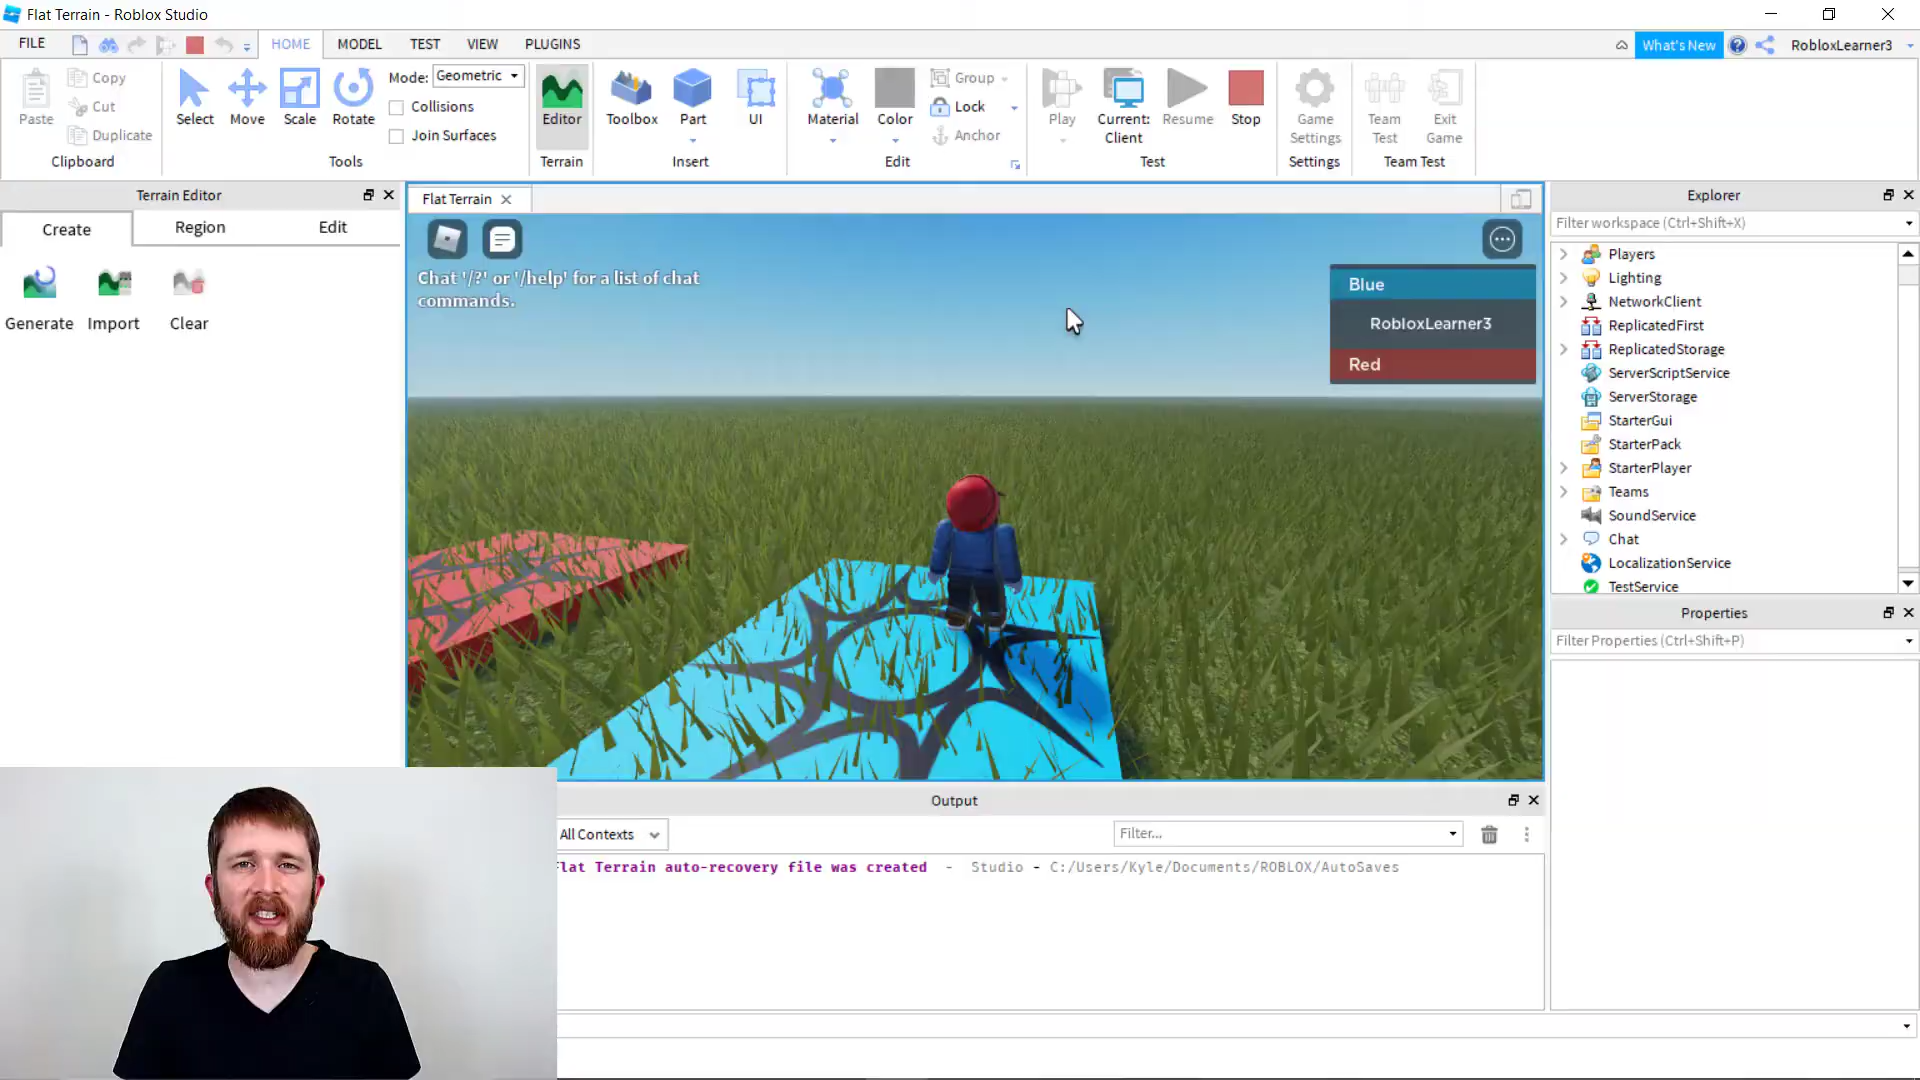 Flat Terrain - Roblox Studio
FILE
HOME
MODEL
TEST
VIEW
PLUGINS
What's New
RobloxLearner3
Paste
Copy
Cut
Duplicate
Clipboard
Select
Move
Scale
Rotate
Mode: Geometric
Collisions
Join Surfaces
Tools
Editor
Terrain
Toolbox
Part
UI
Insert
Material
Color
Group
Lock
Anchor
Edit
Play
Current:
Client
Resume
Stop
Test
Game
Settings
Settings
Team
Test
Exit
Game
Team Test
Terrain Editor
Create
Region
Edit
Generate
Import
Clear
Flat Terrain
Chat '/?' or '/help' for a list of chat
commands.
Blue
RobloxLearner3
Red
Explorer
Filter workspace (Ctrl+Shift+X)
Players
Lighting
NetworkClient
ReplicatedFirst
ReplicatedStorage
ServerScriptService
ServerStorage
StarterGui
StarterPack
StarterPlayer
Teams
SoundService
Chat
LocalizationService
TestService
Properties
Filter Properties (Ctrl+Shift+P)
Output
All Contexts
Filter...
Flat Terrain auto-recovery file was created - Studio - C:/Users/Kyle/Documents/ROBLOX/AutoSaves